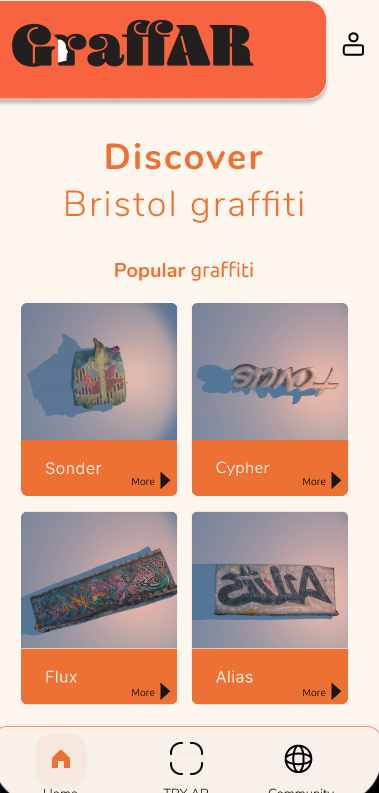 GraffAR
Discover
Bristol graffiti
Popular graffiti
Sonder
More
Cypher
More
Flux
More
Alias
More
Home
TRY AR
Community